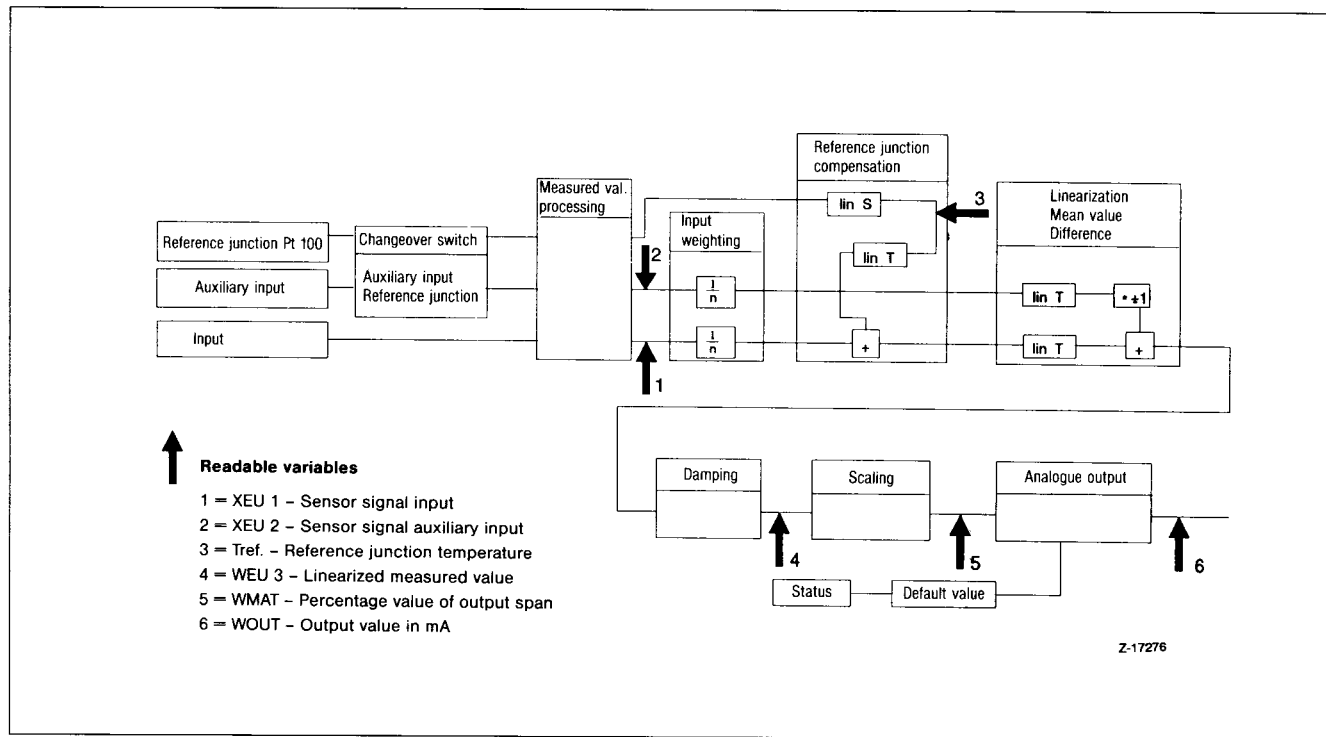 Reference junction
compensation
Measured val.
processing
Linearization
Mean value
Difference
lin S
3
Input
weighting
Reference junction Pt 100
Changeover switch
2
lin T
Auxiliary input
Auxiliary input
Reference junction
1
n
lin T
Input
1
n
+
lin T
+
1
Readable variables
1 = XEU 1 – Sensor signal input
2 = XEU 2 – Sensor signal auxiliary input
3 = Tref. – Reference junction temperature
4 = WEU 3 – Linearized measured value
5 = WMAT – Percentage value of output span
6 = WOUT – Output value in mA
Damping
Scaling
Analogue output
4
5
6
Status
Default value
Z-17276